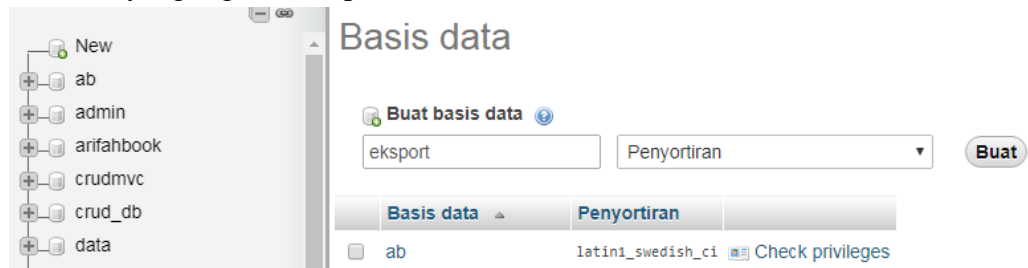 New
ab
admin
arifahbook
crudmvc
crud_db
data
Basis data
Buat basis data
eksport Penyortiran Buat
Basis data Penyortiran
ab latin1_swedish_ci Check privileges